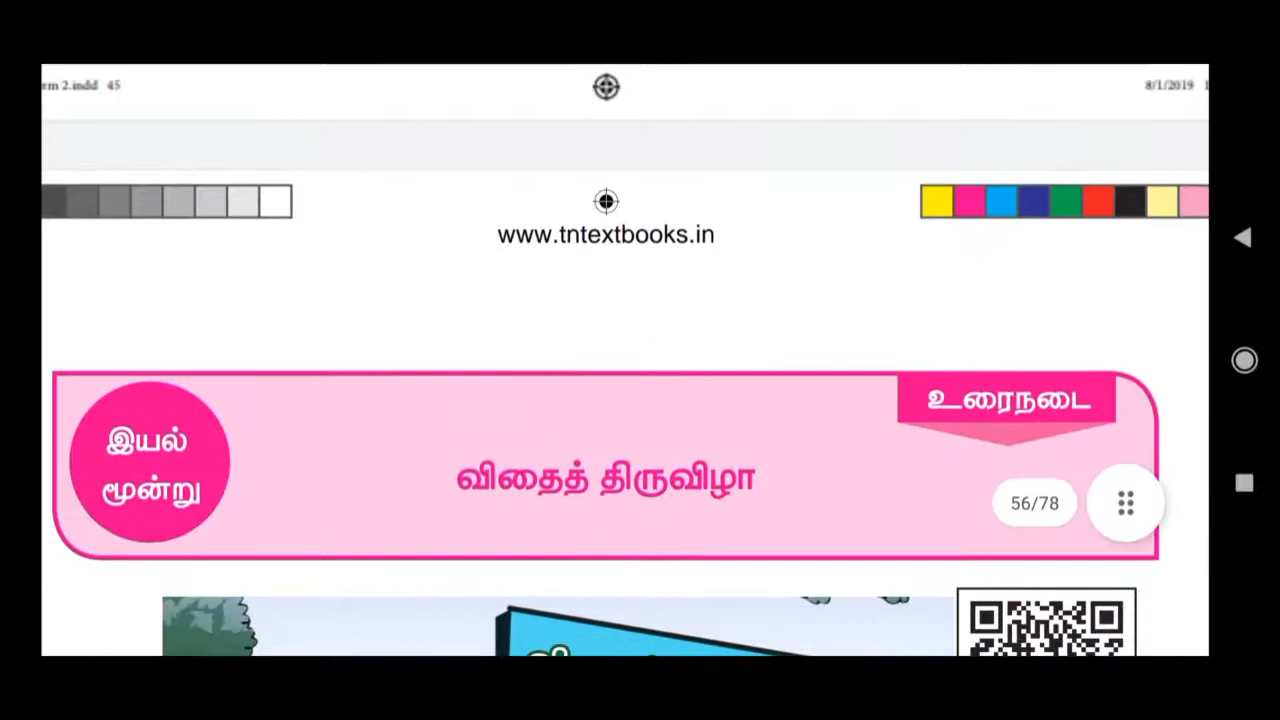 rm 2.indd 45
8/1/2019
www.tntextbooks.in
உரைநடை
இயல்
மூன்று
விதைத் திருவிழா
56/78